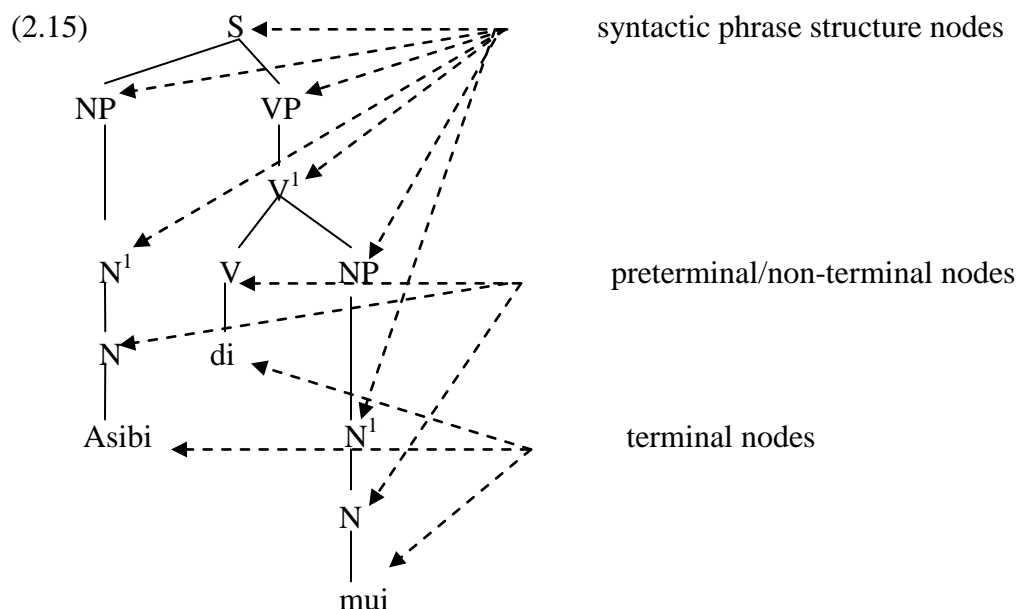 (2.15) S syntactic phrase structure nodes
NP VP
V¹
N¹ V NP preterminal/non-terminal nodes
N di
Asibi N¹ terminal nodes
N
mui